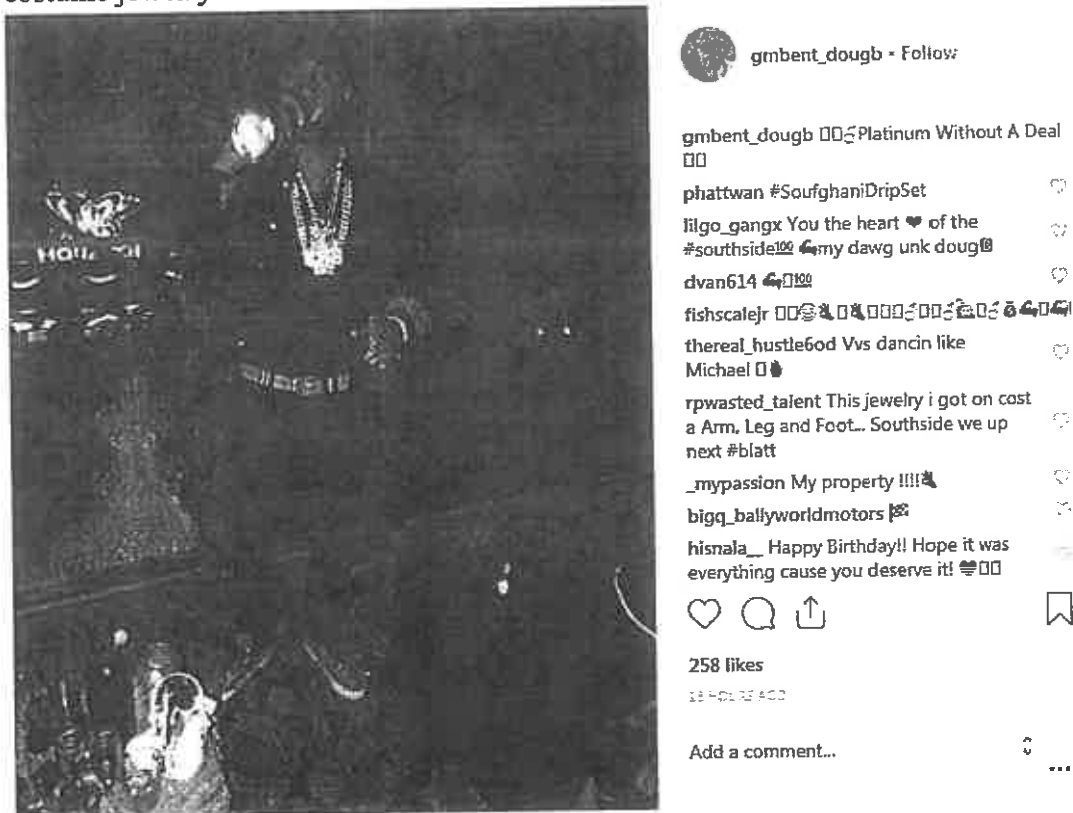 gmbent_dougb • Follow
gmbent_dougb Platinum Without A Deal
phattwan #SoufghaniDripSet
lilgo_gangx You the heart ❤ of the
#southside💯 my dawg unk doug
dvan614 💯
fishscalejr
thereal_hustle6od Vvs dancin like
Michael
rpwasted_talent This jewelry i got on cost
a Arm, Leg and Foot... Southside we up
next #blatt
_mypassion My property !!!!
bigq_ballyworldmotors 🏁
hisnala__ Happy Birthday!! Hope it was
everything cause you deserve it!
258 likes
Add a comment...